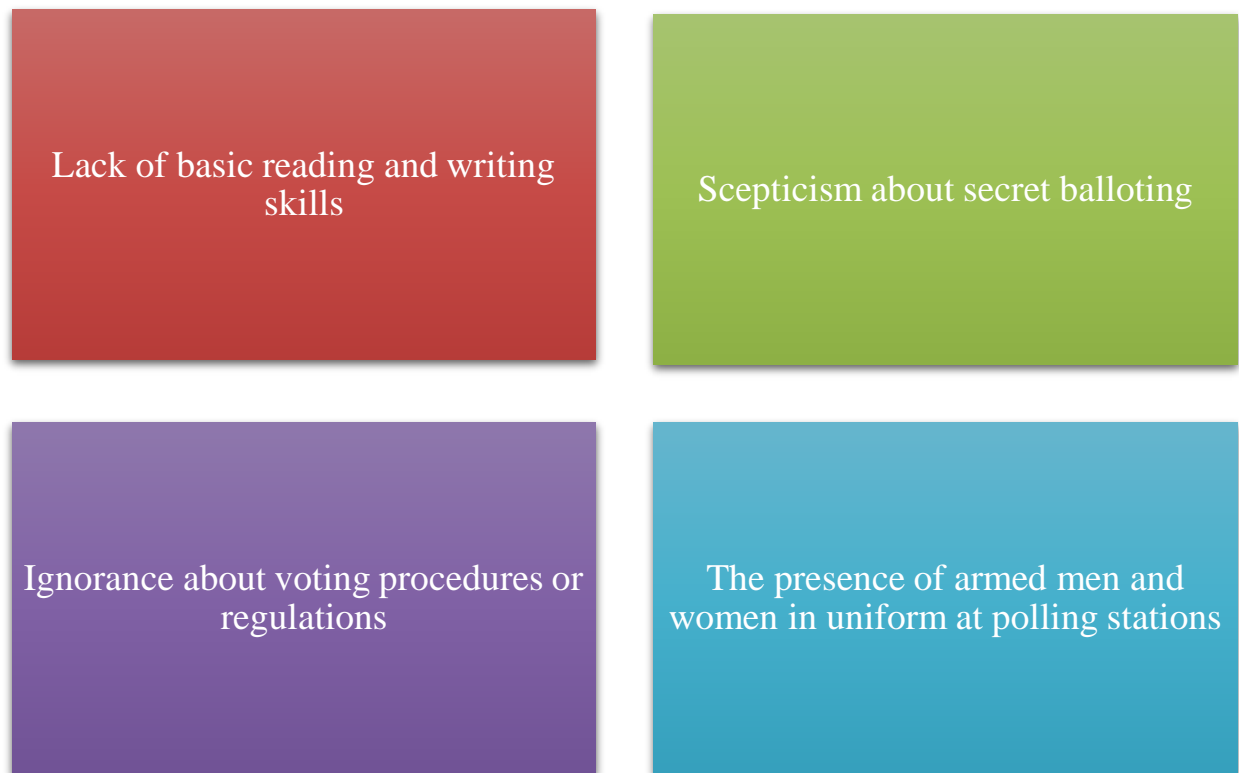 Lack of basic reading and writing
skills
Scepticism about secret balloting
Ignorance about voting procedures or
regulations
The presence of armed men and
women in uniform at polling stations